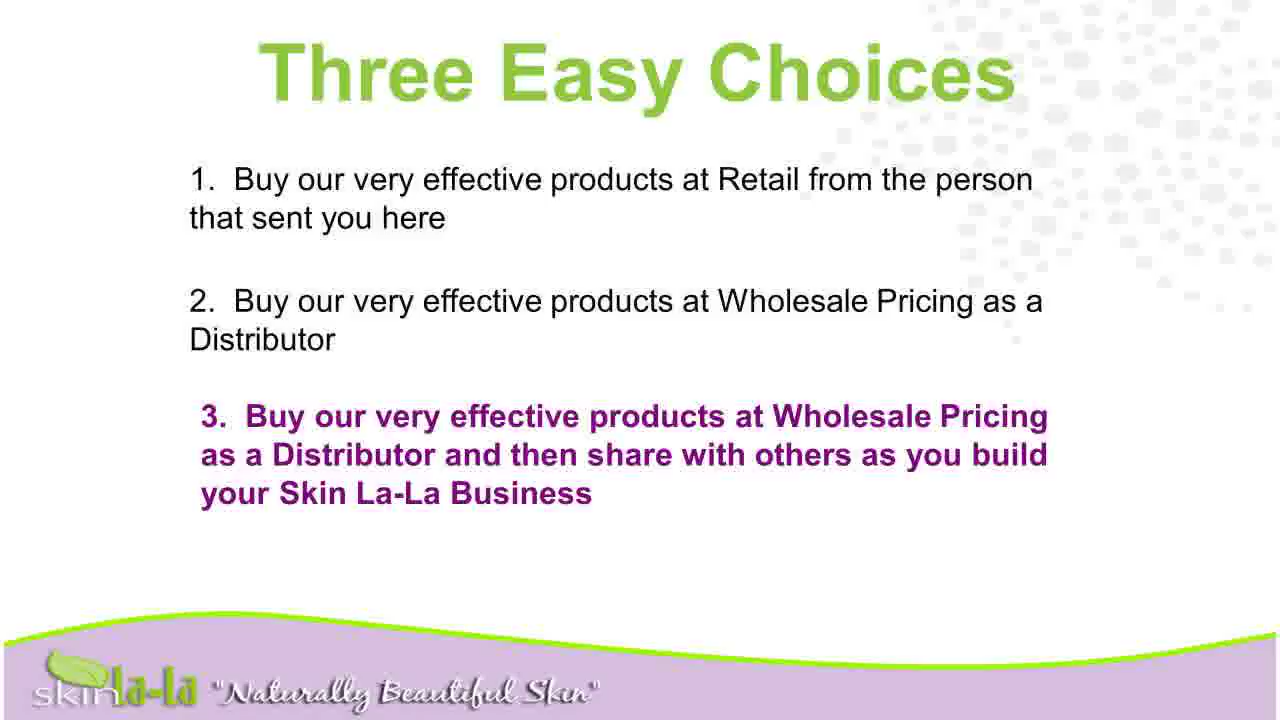 Three Easy Choices
1. Buy our very effective products at Retail from the person
that sent you here
2. Buy our very effective products at Wholesale Pricing as a
Distributor
3. Buy our very effective products at Wholesale Pricing
as a Distributor and then share with others as you build
your Skin La-La Business
skin la-la "Naturally Beautiful Skin"